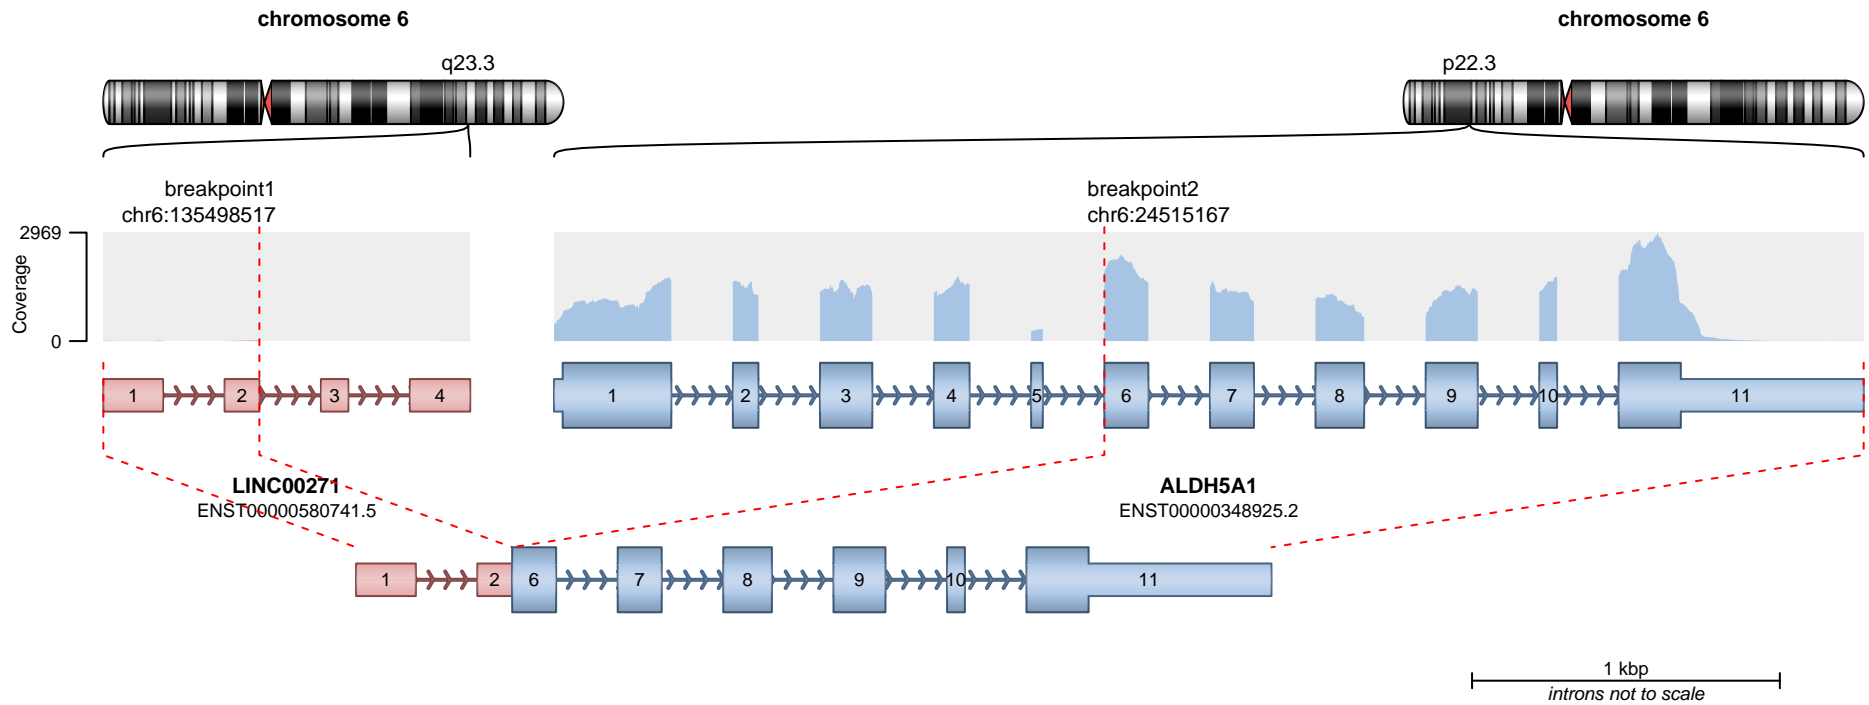 chromosome 6
chromosome 6
q23.3
p22.3
breakpoint1
chr6:135498517
breakpoint2
chr6:24515167
2969
Coverage
0
1 2 3 4
1 2 3 4 5 6 7 8 9 10 11
LINC00271
ENST00000580741.5
ALDH5A1
ENST00000348925.2
1 2 6 7 8 9 10 11
1 kbp
introns not to scale